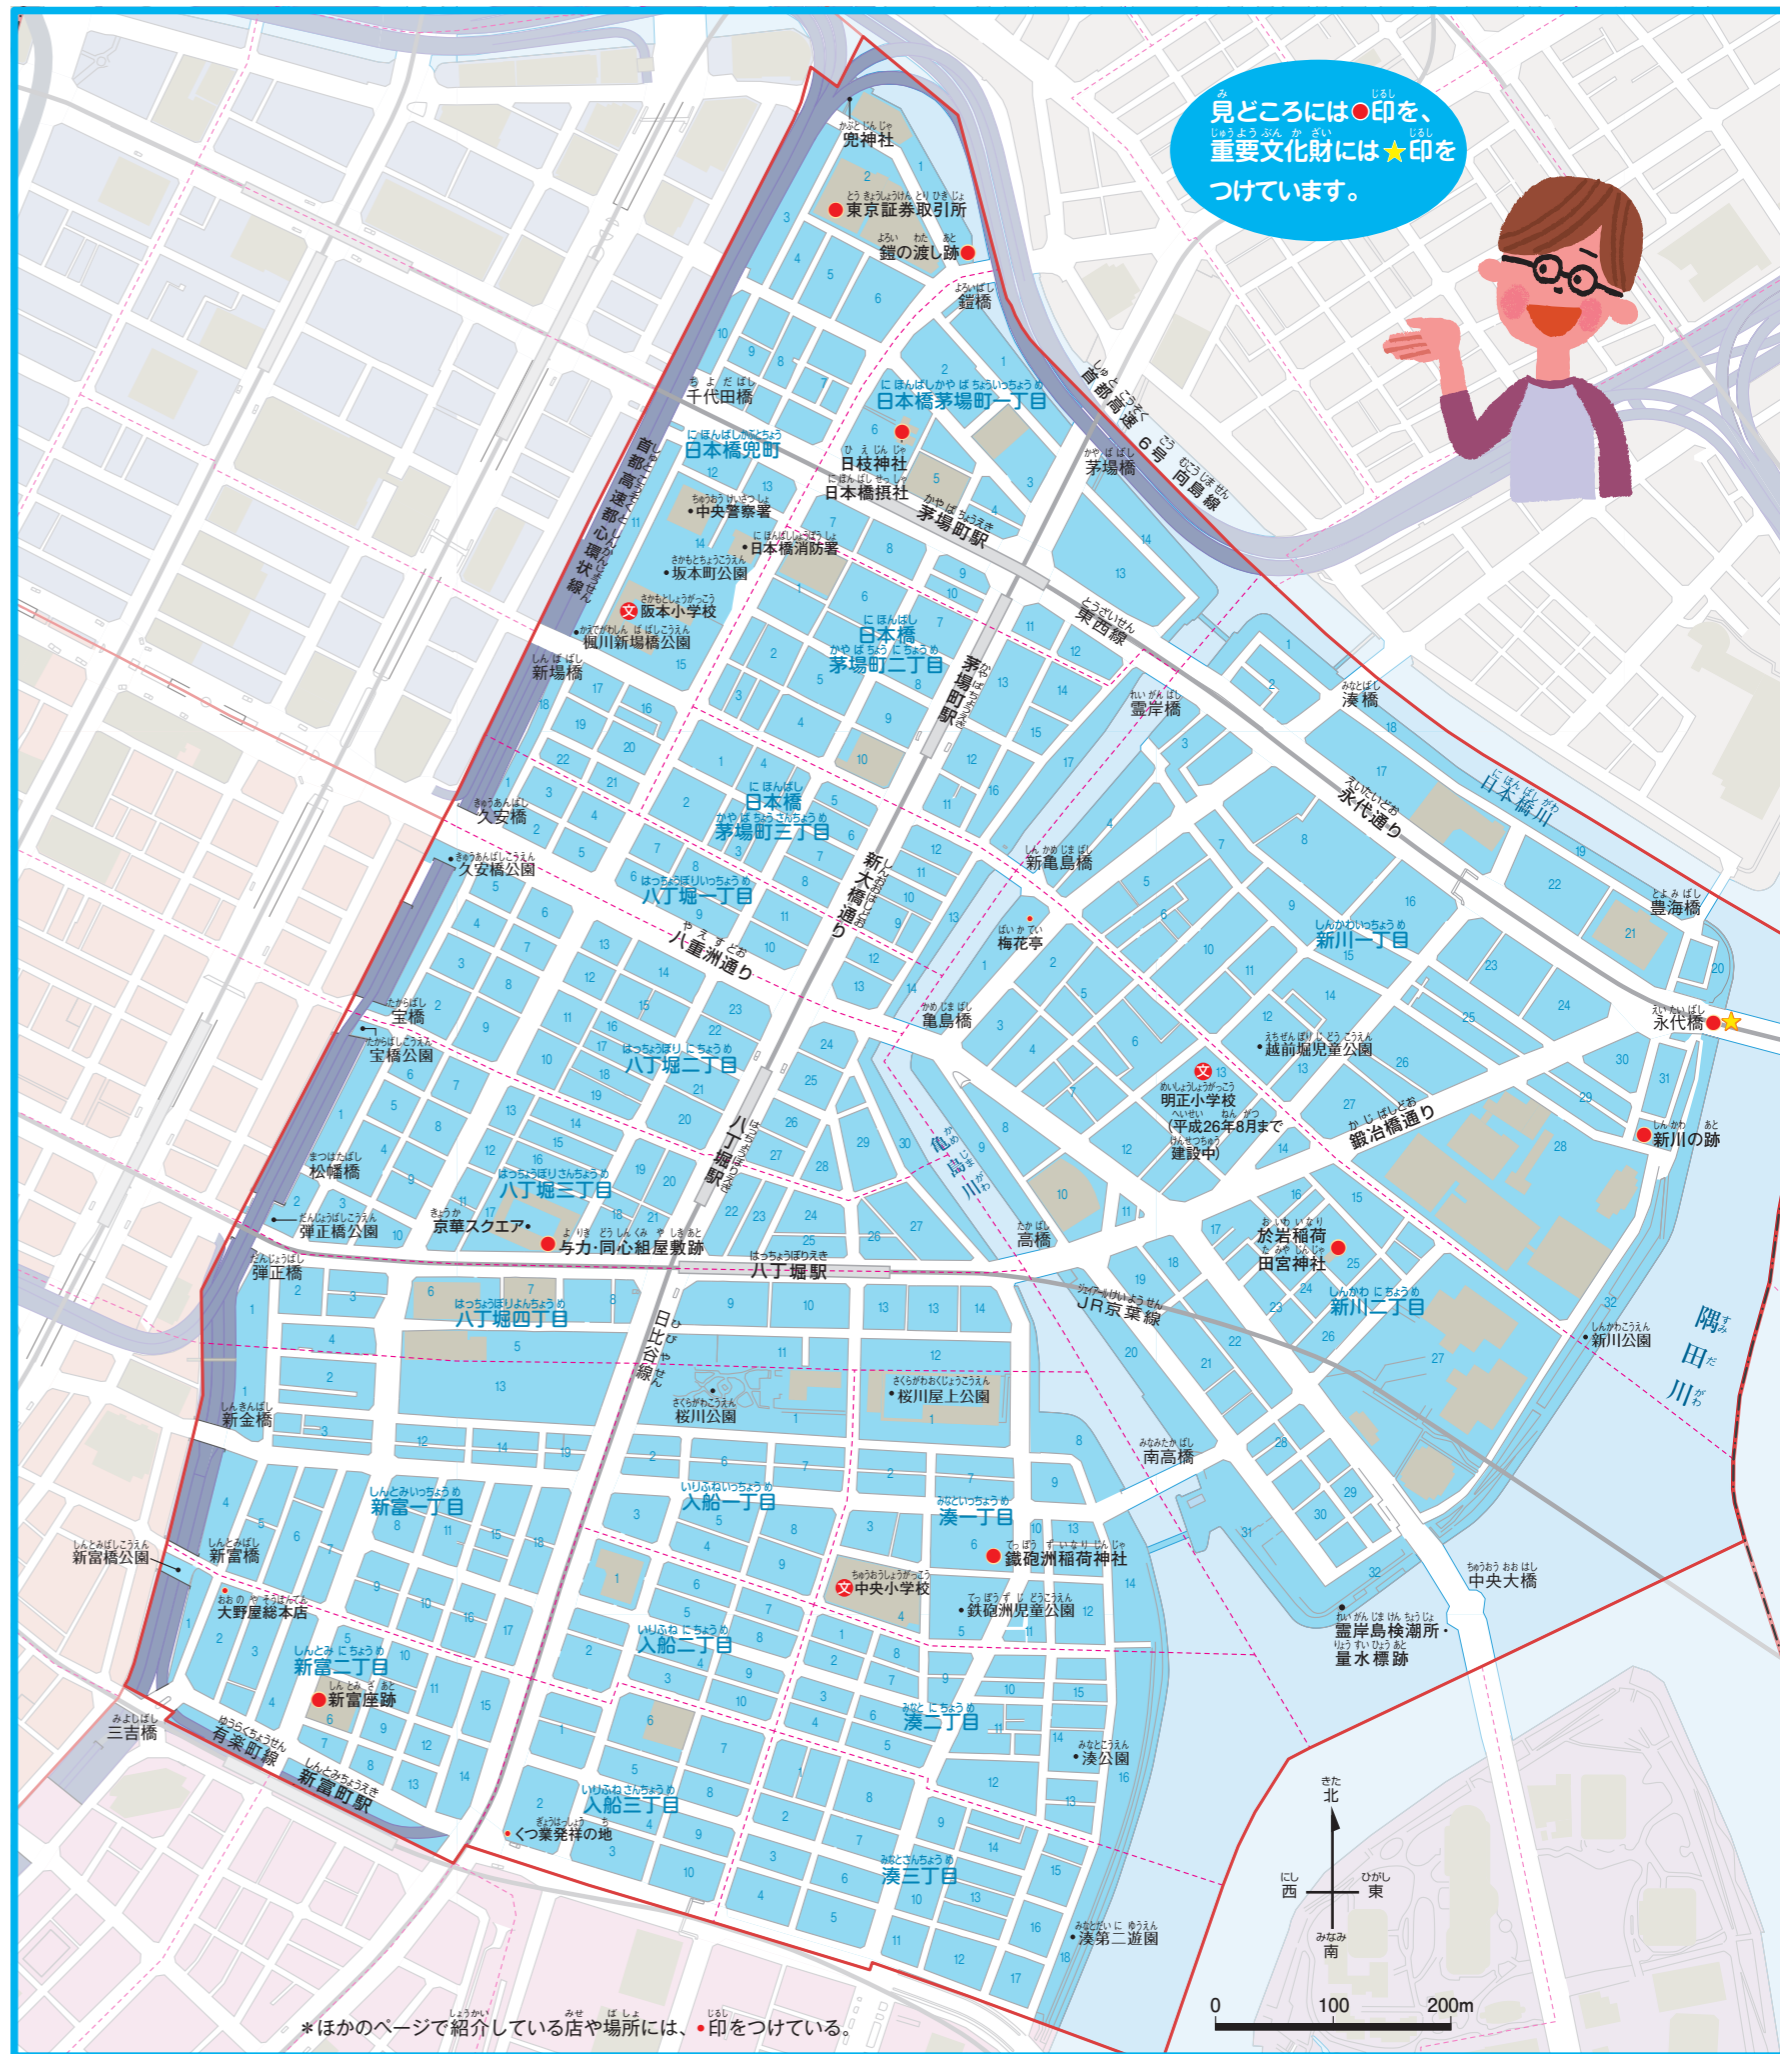 見どころには●印を、
重要文化財には★印を
つけています。
兜神社
東京証券取引所
鎧の渡し跡
鎧橋
千代田橋
日本橋茅場町一丁目
首都高速 6号 向島線
日本橋兜町
首都高速都心環状線
日枝神社
日本橋摂社
茅場橋
中央警察署
茅場町駅
日本橋消防署
坂本町公園
阪本小学校
楓川新場橋公園
新場橋
日本橋
茅場町二丁目
茅場町駅
東西線
霊岸橋
湊橋
日本橋川
永代通り
久安橋
日本橋
茅場町三丁目
久安橋公園
八丁堀一丁目
新大橋通り
新亀島橋
八重洲通り
梅花亭
新川一丁目
豊海橋
宝橋
宝橋公園
亀島橋
永代橋
越前堀児童公園
八丁堀二丁目
明正小学校
(平成26年8月まで
建設中)
鍛冶橋通り
新川の跡
八丁堀駅
亀島川
松幡橋
八丁堀三丁目
弾正橋公園
京華スクエア
与力・同心組屋敷跡
高橋
於岩稲荷
田宮神社
弾正橋
八丁堀駅
JR京葉線
新川二丁目
八丁堀四丁目
日比谷線
新川公園
隅田川
新金橋
桜川公園
桜川屋上公園
南高橋
新富一丁目
入船一丁目
湊一丁目
新富橋公園
新富橋
鐵砲洲稲荷神社
中央小学校
中央大橋
大野屋総本店
鉄砲洲児童公園
霊岸島検潮所・
量水標跡
入船二丁目
新富二丁目
新富座跡
湊二丁目
三吉橋
有楽町線
新富町駅
湊公園
入船三丁目
くつ業発祥の地
湊三丁目
北
西 東
南
湊第二遊園
0 100 200m
＊ほかのページで紹介している店や場所には、•印をつけている。